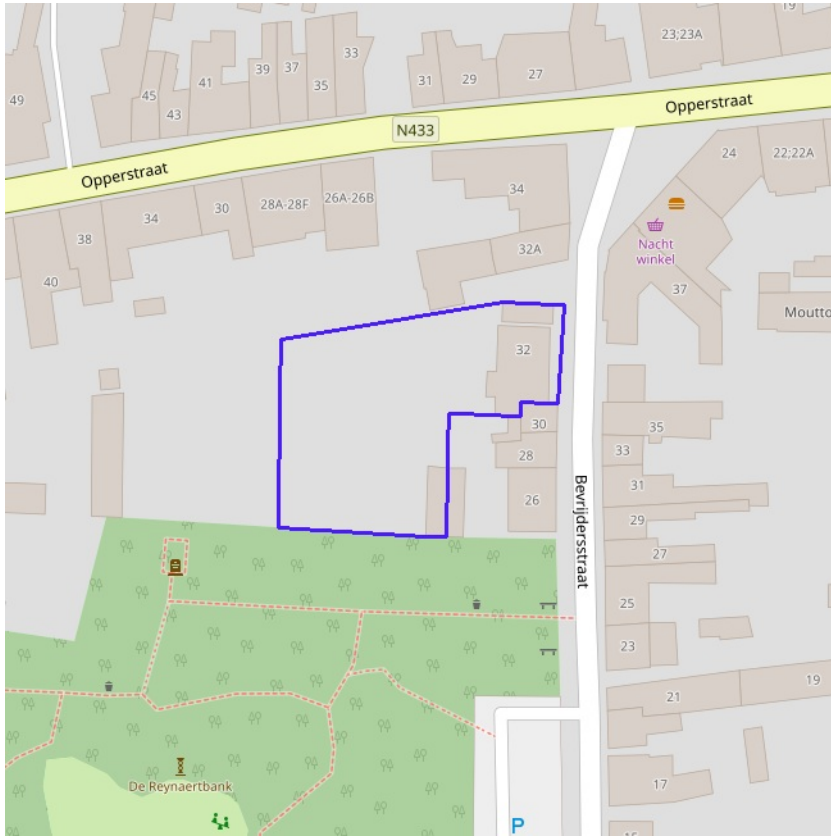 19
23;23A
33
37
39
41
35
45
43
49
31
29
27
Opperstraat
N433
Opperstraat
24
22;22A
34
26A-26B
28A-28F
30
34
38
40
32A
Nacht
winkel
37
Moutto
32
30
28
26
35
33
31
29
27
25
23
21
19
17
Bevrijdersstraat
De Reynaertbank
P